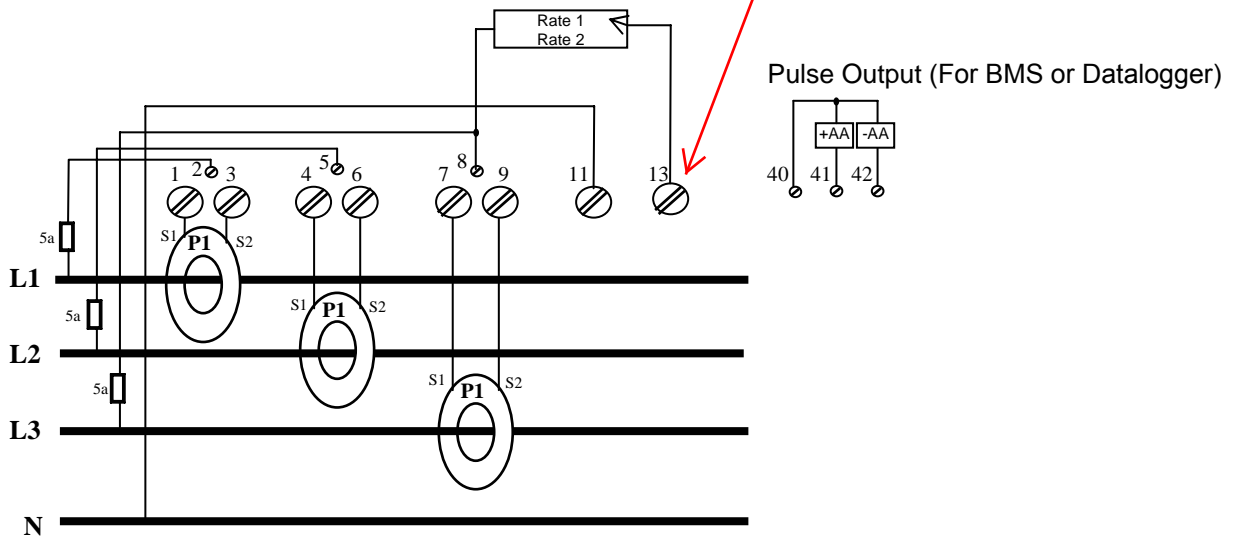 Rate 1
Rate 2
Pulse Output (For BMS or Datalogger)
+AA -AA
1 2 3 4 5 6 7 8 9 11 13 40 41 42
5a
S1 P1 S2
L1
5a
S1 P1 S2
L2
5a
S1 P1 S2
L3
N